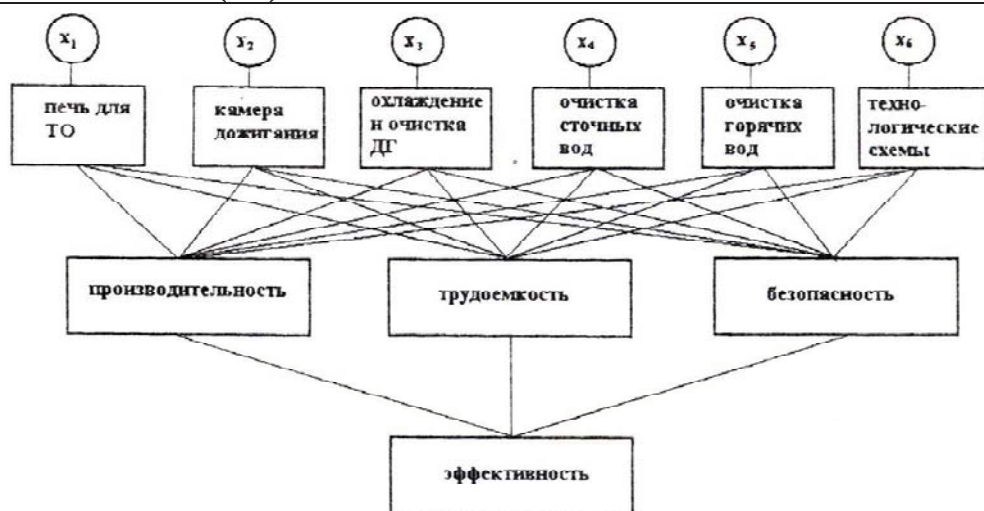 x₁ x₂ x₃ x₄ x₅ x₆
печь для
ТО
камера
дожигания
охлаждение
и очистка
ДГ
очистка
сточных
вод
очистка
горячих
вод
техно-
логические
схемы
производительность
трудоемкость
безопасность
эффективность